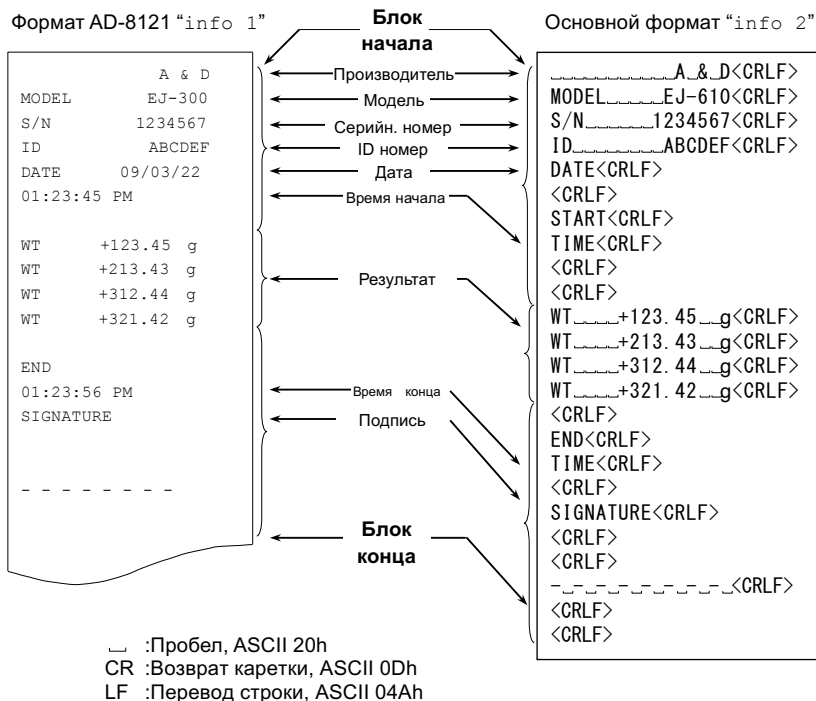 Формат AD-8121 “info 1”
Блок
начала
Основной формат “info 2”
A & D
MODEL EJ-300
S/N 1234567
ID ABCDEF
DATE 09/03/22
01:23:45 PM
WT +123.45 g
WT +213.43 g
WT +312.44 g
WT +321.42 g
END
01:23:56 PM
SIGNATURE
- - - - - - - -
Производитель
Модель
Серийн. номер
ID номер
Дата
Время начала
Результат
Время конца
Подпись
Блок
конца
␣␣␣␣␣␣␣␣␣␣␣A␣&␣D<CRLF>
MODEL␣␣␣␣␣EJ-610<CRLF>
S/N␣␣␣␣␣␣1234567<CRLF>
ID␣␣␣␣␣␣␣␣ABCDEF<CRLF>
DATE<CRLF>
<CRLF>
START<CRLF>
TIME<CRLF>
<CRLF>
<CRLF>
WT␣␣␣␣+123.45␣␣g<CRLF>
WT␣␣␣␣+213.43␣␣g<CRLF>
WT␣␣␣␣+312.44␣␣g<CRLF>
WT␣␣␣␣+321.42␣␣g<CRLF>
<CRLF>
END<CRLF>
TIME<CRLF>
<CRLF>
SIGNATURE<CRLF>
<CRLF>
<CRLF>
-␣-␣-␣-␣-␣-␣-␣-␣<CRLF>
<CRLF>
<CRLF>
␣ :Пробел, ASCII 20h
CR :Возврат каретки, ASCII 0Dh
LF :Перевод строки, ASCII 04Ah